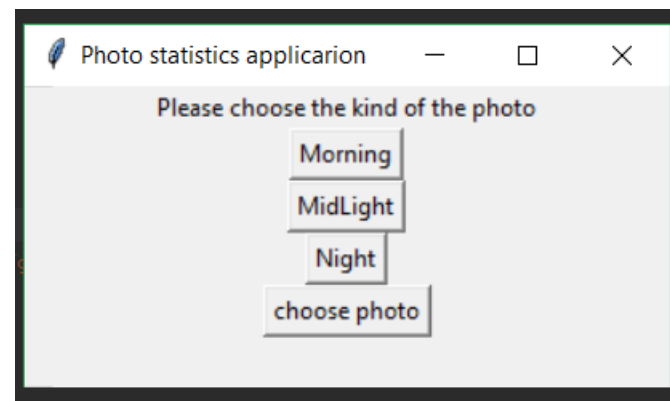 Photo statistics applicarion
Please choose the kind of the photo
Morning
MidLight
Night
choose photo